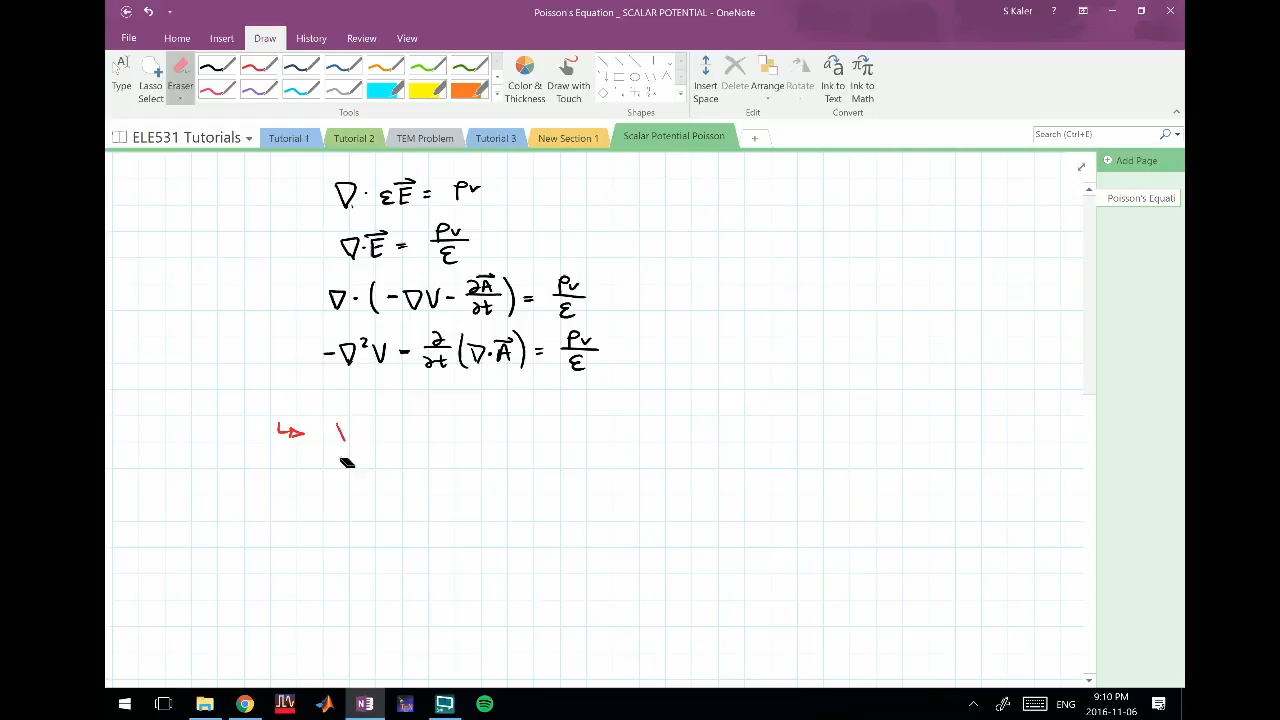 Poisson's Equation _ SCALAR POTENTIAL - OneNote
S Kaler
?
File Home Insert Draw History Review View
Type
Lasso Select
Eraser
Color & Thickness
Draw with Touch
Insert Space
Delete
Arrange
Rotate
Ink to Text
Ink to Math
Tools
Shapes
Edit
Convert
ELE531 Tutorials
Tutorial 1
Tutorial 2
TEM Problem
Tutorial 3
New Section 1
Scalar Potential Poisson
Search (Ctrl+E)
Add Page
Poisson's Equati
∇ · εE⃗ = ρv
∇·E⃗ = ρv/ε
∇ · (−∇V − ∂A⃗/∂t) = ρv/ε
−∇²V − ∂/∂t (∇·A⃗) = ρv/ε
ENG
9:10 PM
2016-11-06